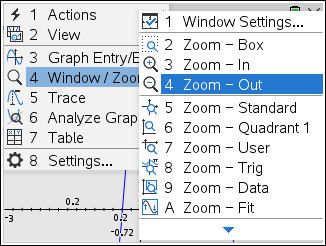 1 Actions
2 View
3 Graph Entry/E
4 Window / Zoo
5 Trace
6 Analyze Grap
7 Table
8 Settings...
1 Window Settings...
2 Zoom – Box
3 Zoom – In
4 Zoom – Out
5 Zoom – Standard
6 Zoom – Quadrant 1
7 Zoom – User
8 Zoom – Trig
9 Zoom – Data
A Zoom – Fit
0.2
0.2
-3
-0.72